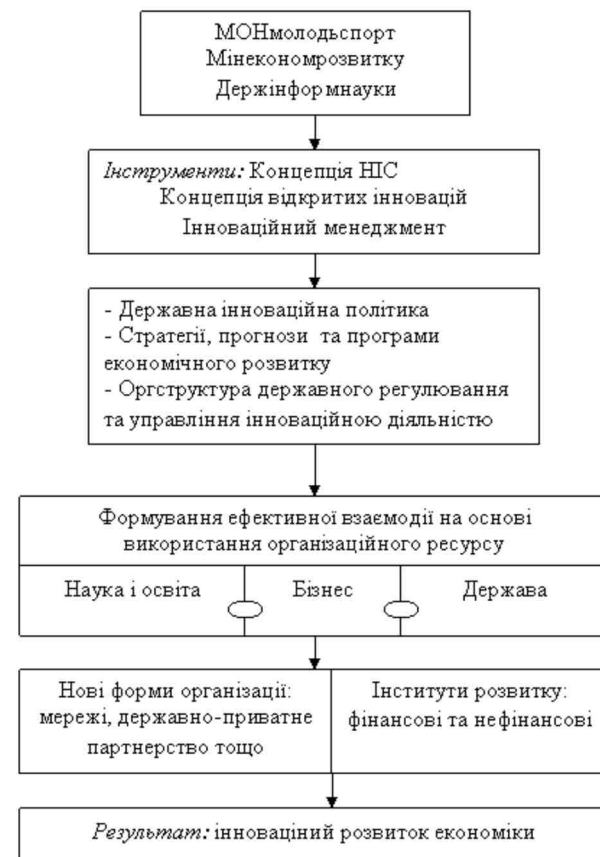 МОНмолодьспорт
Мінекономрозвитку
Держінформнауки
Інструменти: Концепція НІС
Концепція відкритих інновацій
Інноваційний менеджмент
- Державна інноваційна політика
- Стратегії, прогнози та програми
економічного розвитку
- Оргструктура державного регулювання
та управління інноваційною діяльністю
Формування ефективної взаємодії на основі
використання організаційного ресурсу
Наука і освіта
Бізнес
Держава
Нові форми організації:
мережі, державно-приватне
партнерство тощо
Інститути розвитку:
фінансові та нефінансові
Результат: інноваціний розвиток економіки